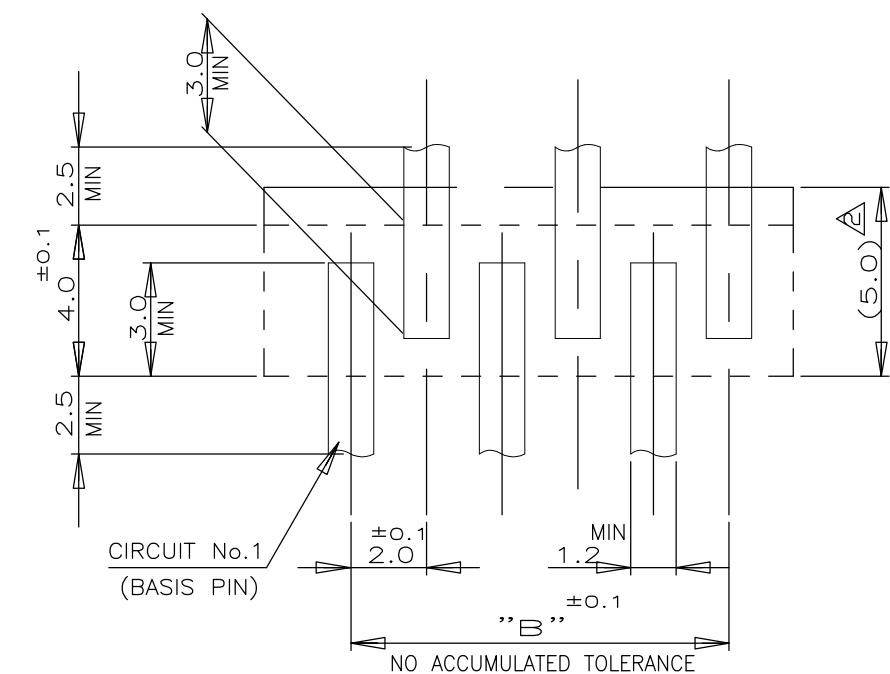 3.0
MIN
2.5
MIN
±0.1
4.0
3.0
MIN
2.5
MIN
2
(5.0)
CIRCUIT No.1
(BASIS PIN)
±0.1
2.0
MIN
1.2
"B" ±0.1
NO ACCUMULATED TOLERANCE